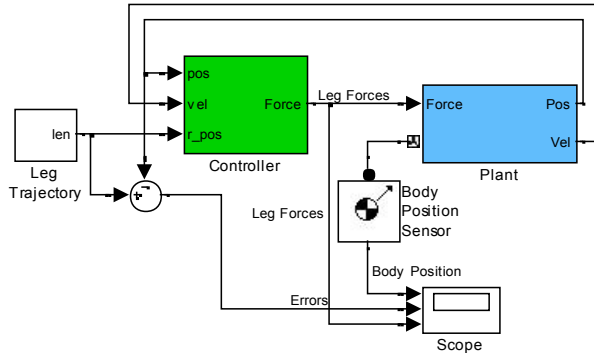 pos
vel
r_pos
Force
Controller
len
Leg
Trajectory
Leg Forces
Force
Pos
Vel
Plant
Leg Forces
Body
Position
Sensor
Body Position
Errors
Scope